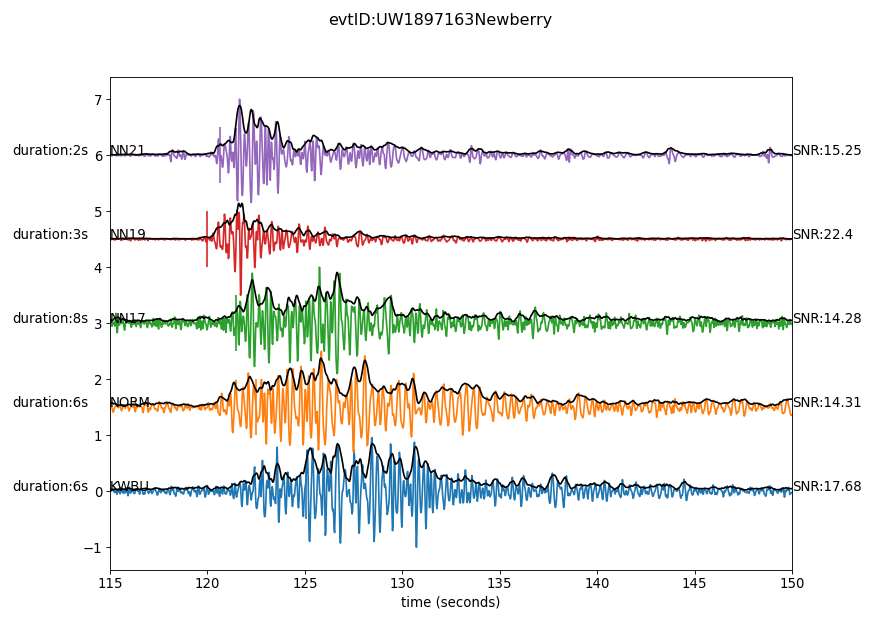 evtID:UW1897163Newberry
7
duration:2s NN21 6 SNR:15.25
5
duration:3s NN19 SNR:22.4
4
duration:8s NN17 3 SNR:14.28
2
duration:6s NORM SNR:14.31
1
duration:6s KWBU 0 SNR:17.68
−1
115 120 125 130 135 140 145 150
time (seconds)